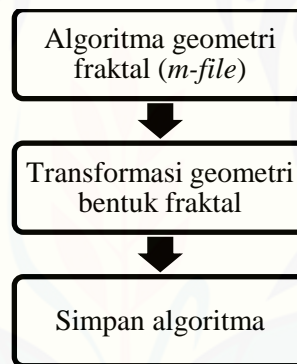 Algoritma geometri
fraktal (m-file)
Transformasi geometri
bentuk fraktal
Simpan algoritma